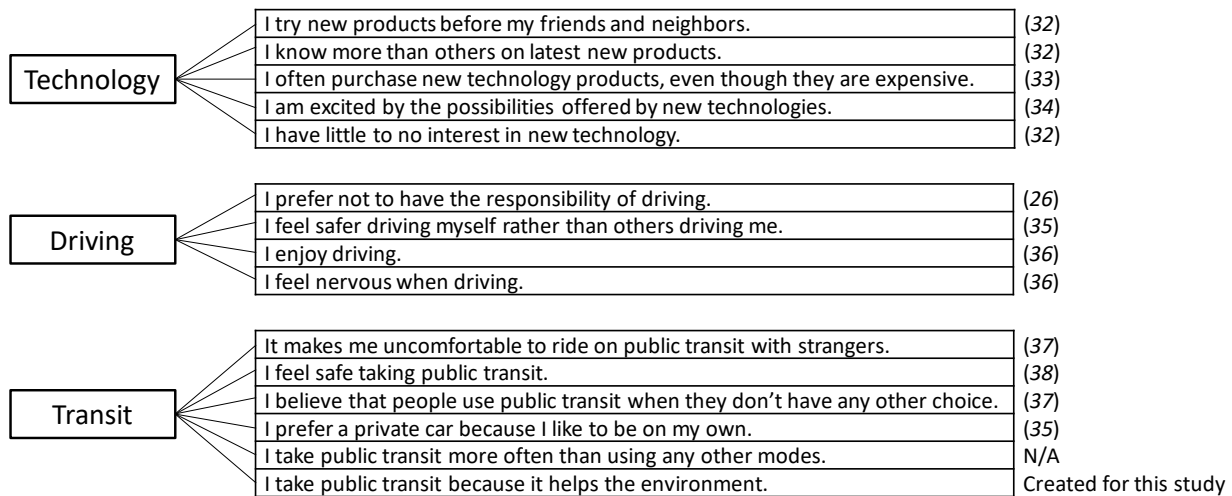 Technology
I try new products before my friends and neighbors. (32)
I know more than others on latest new products. (32)
I often purchase new technology products, even though they are expensive. (33)
I am excited by the possibilities offered by new technologies. (34)
I have little to no interest in new technology. (32)
Driving
I prefer not to have the responsibility of driving. (26)
I feel safer driving myself rather than others driving me. (35)
I enjoy driving. (36)
I feel nervous when driving. (36)
Transit
It makes me uncomfortable to ride on public transit with strangers. (37)
I feel safe taking public transit. (38)
I believe that people use public transit when they don’t have any other choice. (37)
I prefer a private car because I like to be on my own. (35)
I take public transit more often than using any other modes. N/A
I take public transit because it helps the environment. Created for this study